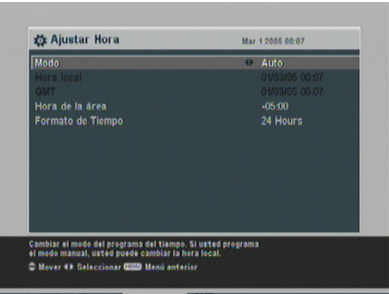 Ajustar Hora
Mar 1 2005 00:07
Modo Auto
Hora local 01/03/05 00:07
GMT 01/03/05 00:07
Hora de la área -05:00
Formato de Tiempo 24 Hours
Cambiar el modo del programa del tiempo. Si usted programa
el modo manual, usted puede cambiar la hora local.
Mover Seleccionar MENU Menú anterior